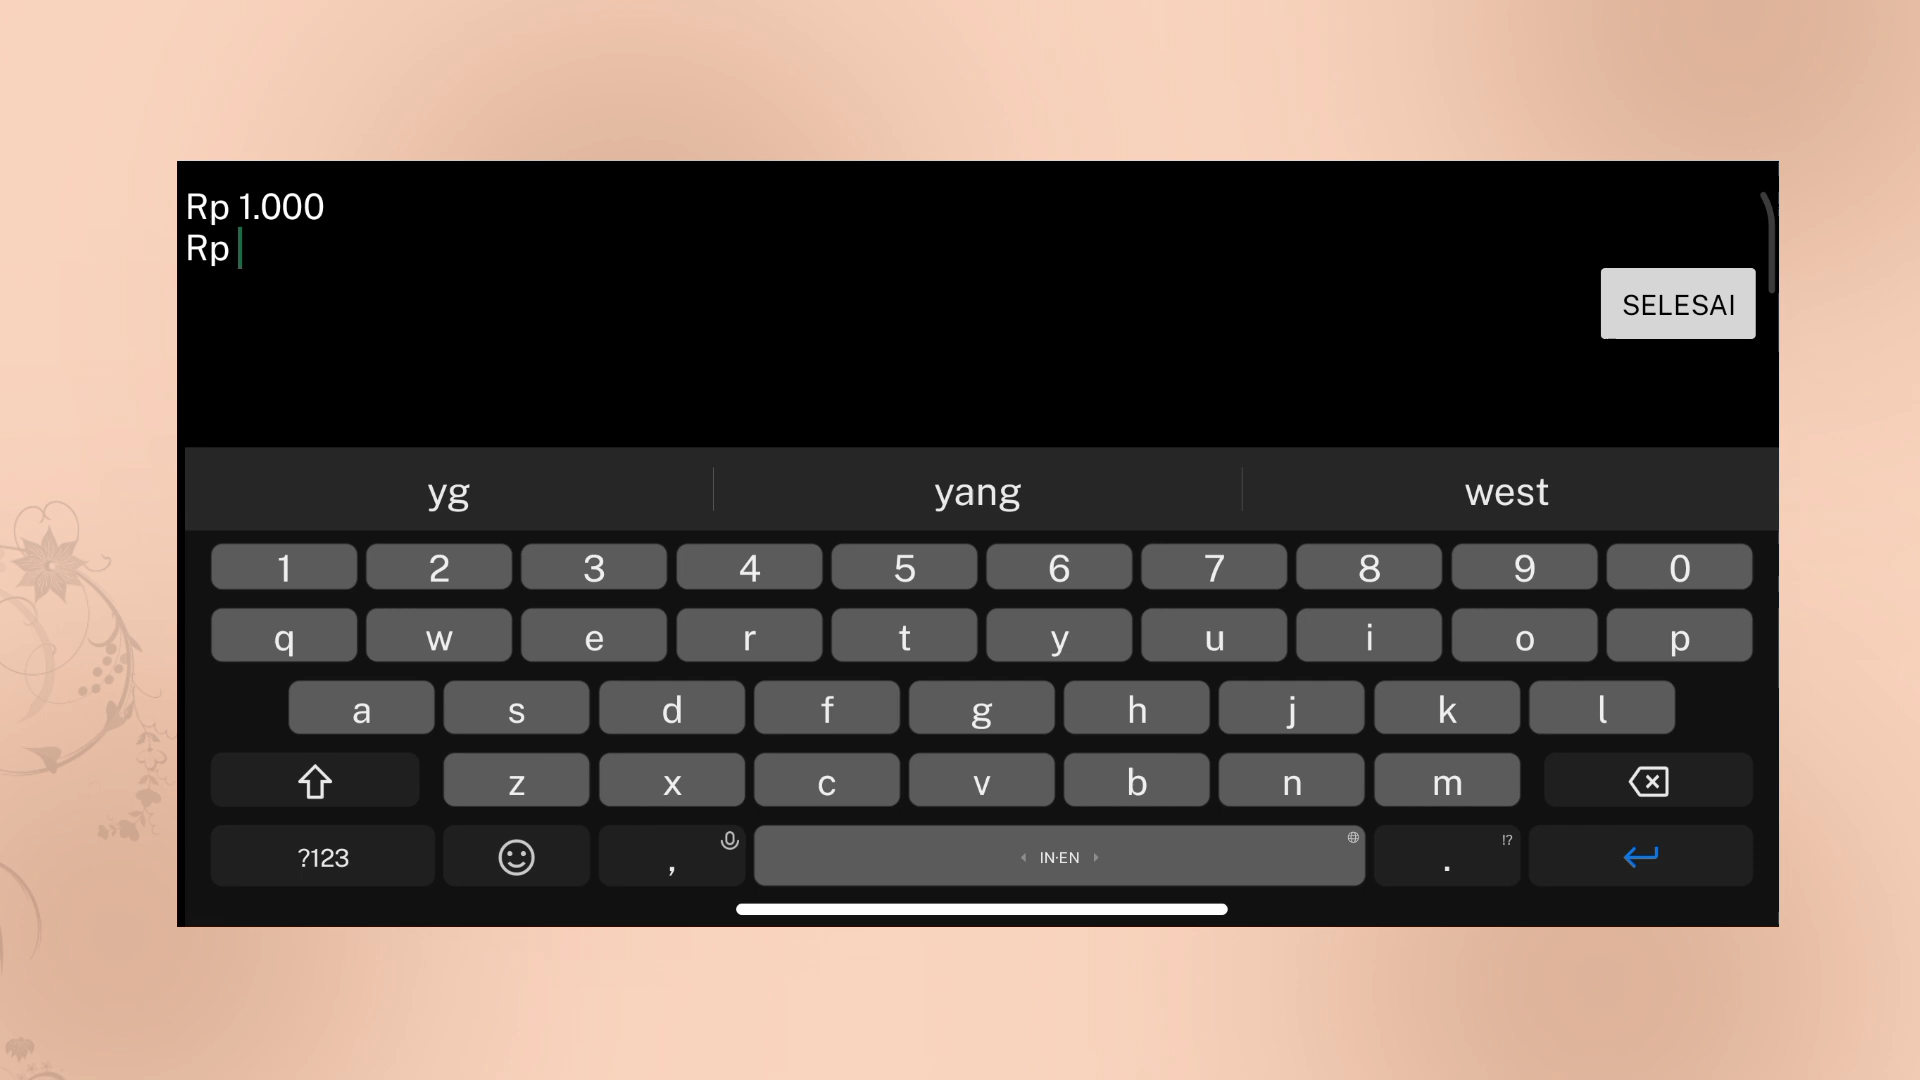 Rp 1.000
Rp
SELESAI
yg yang west
1 2 3 4 5 6 7 8 9 0
q w e r t y u i o p
a s d f g h j k l
z x c v b n m
!?
?123 , IN·EN .